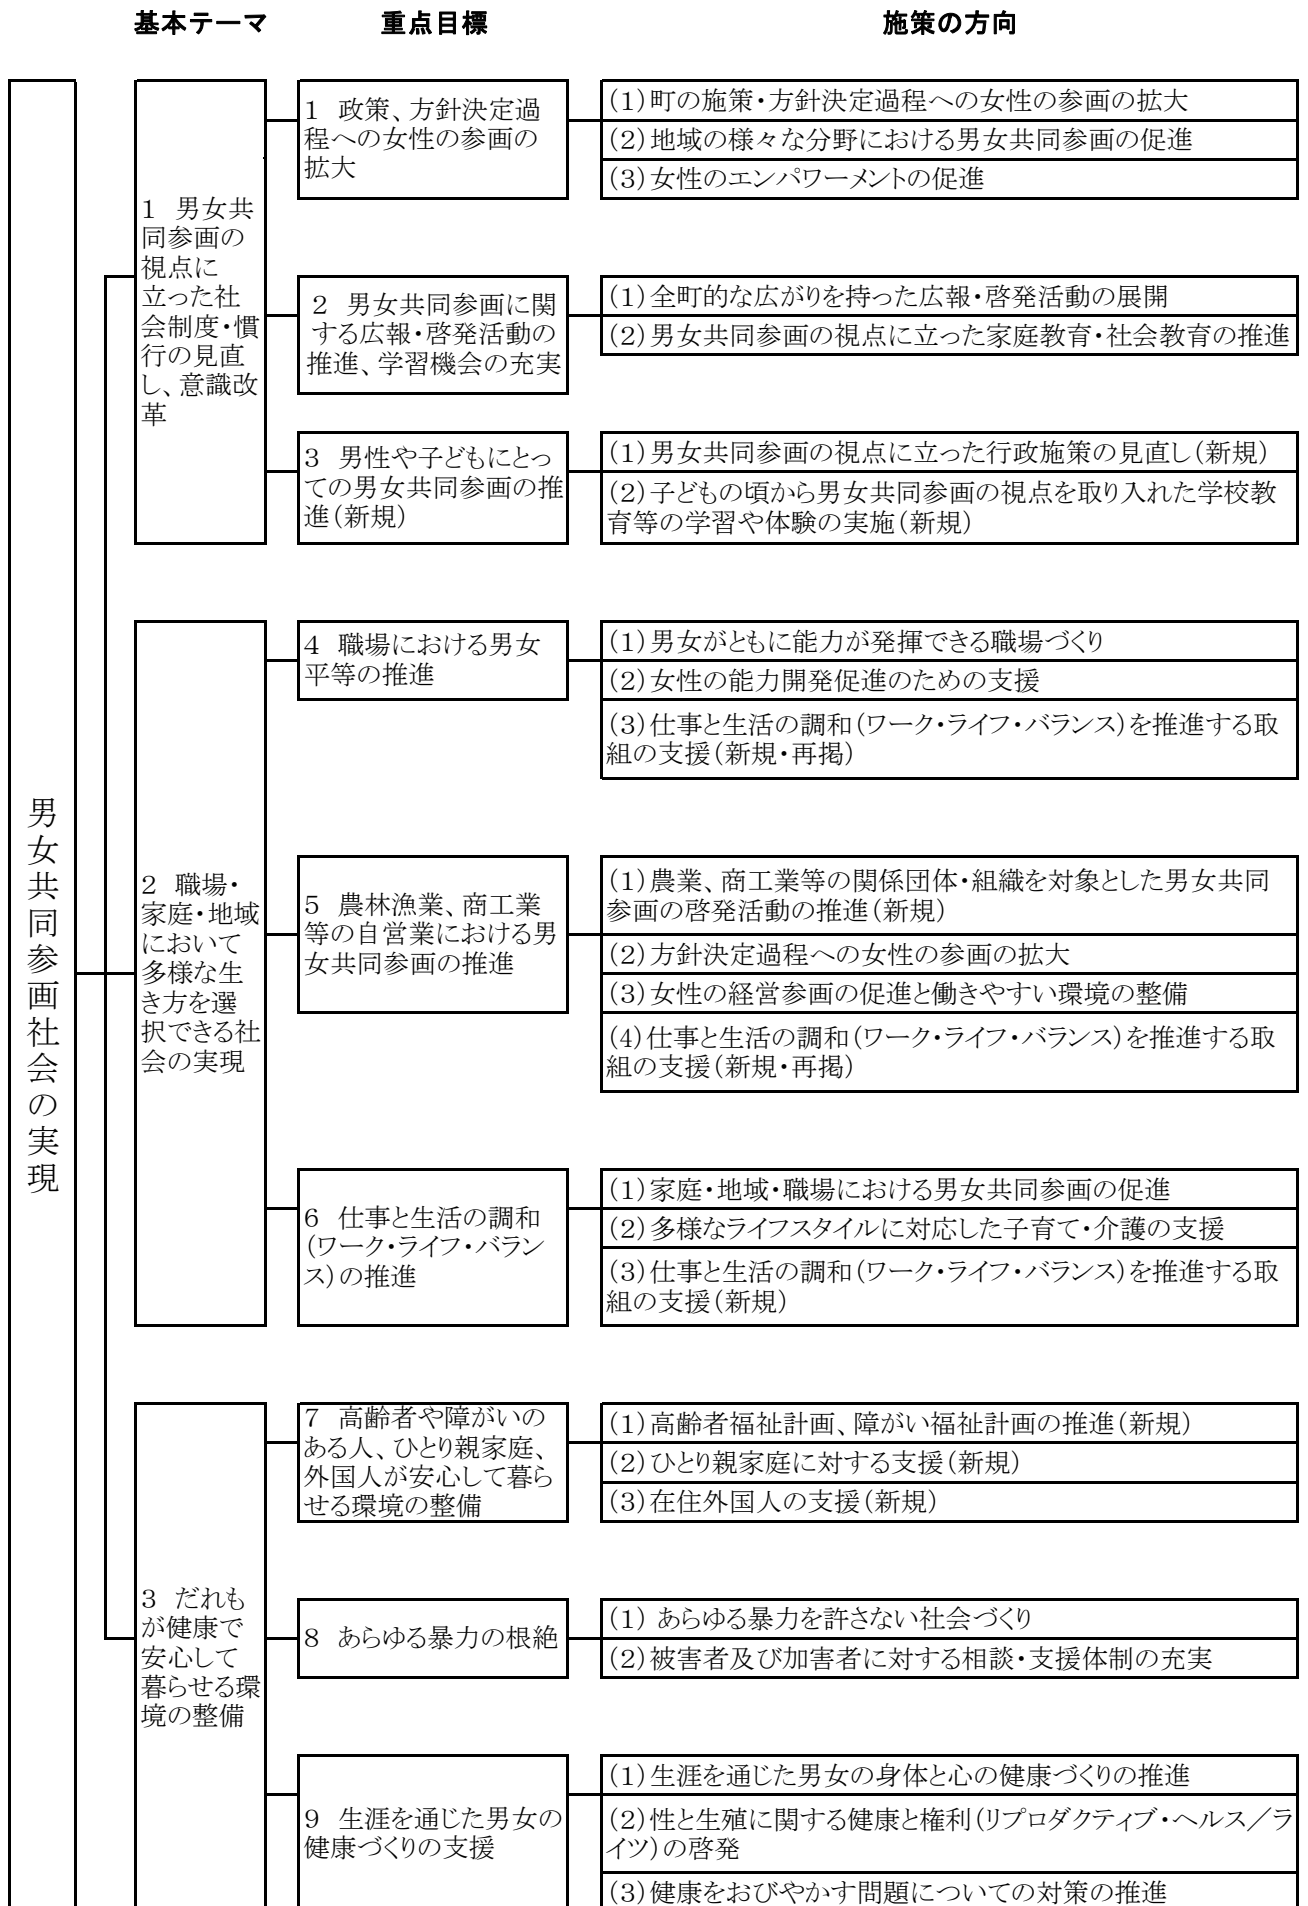 基本テーマ
重点目標
施策の方向
男女共同参画社会の実現
1 男女共
同参画の
視点に
立った社
会制度・慣
行の見直
し、意識改
革
1 政策、方針決定過
程への女性の参画の
拡大
(1)町の施策・方針決定過程への女性の参画の拡大
(2)地域の様々な分野における男女共同参画の促進
(3)女性のエンパワーメントの促進
2 男女共同参画に関
する広報・啓発活動の
推進、学習機会の充実
(1)全町的な広がりを持った広報・啓発活動の展開
(2)男女共同参画の視点に立った家庭教育・社会教育の推進
3 男性や子どもにとっ
ての男女共同参画の推
進(新規)
(1)男女共同参画の視点に立った行政施策の見直し(新規)
(2)子どもの頃から男女共同参画の視点を取り入れた学校教
育等の学習や体験の実施(新規)
2 職場・
家庭・地域
において
多様な生
き方を選
択できる社
会の実現
4 職場における男女
平等の推進
(1)男女がともに能力が発揮できる職場づくり
(2)女性の能力開発促進のための支援
(3)仕事と生活の調和(ワーク・ライフ・バランス)を推進する取
組の支援(新規・再掲)
5 農林漁業、商工業
等の自営業における男
女共同参画の推進
(1)農業、商工業等の関係団体・組織を対象とした男女共同
参画の啓発活動の推進(新規)
(2)方針決定過程への女性の参画の拡大
(3)女性の経営参画の促進と働きやすい環境の整備
(4)仕事と生活の調和(ワーク・ライフ・バランス)を推進する取
組の支援(新規・再掲)
6 仕事と生活の調和
(ワーク・ライフ・バラン
ス)の推進
(1)家庭・地域・職場における男女共同参画の促進
(2)多様なライフスタイルに対応した子育て・介護の支援
(3)仕事と生活の調和(ワーク・ライフ・バランス)を推進する取
組の支援(新規)
3 だれも
が健康で
安心して
暮らせる環
境の整備
7 高齢者や障がいの
ある人、ひとり親家庭、
外国人が安心して暮ら
せる環境の整備
(1)高齢者福祉計画、障がい福祉計画の推進(新規)
(2)ひとり親家庭に対する支援(新規)
(3)在住外国人の支援(新規)
8 あらゆる暴力の根絶
(1) あらゆる暴力を許さない社会づくり
(2)被害者及び加害者に対する相談・支援体制の充実
9 生涯を通じた男女の
健康づくりの支援
(1)生涯を通じた男女の身体と心の健康づくりの推進
(2)性と生殖に関する健康と権利(リプロダクティブ・ヘルス/ラ
イツ)の啓発
(3)健康をおびやかす問題についての対策の推進